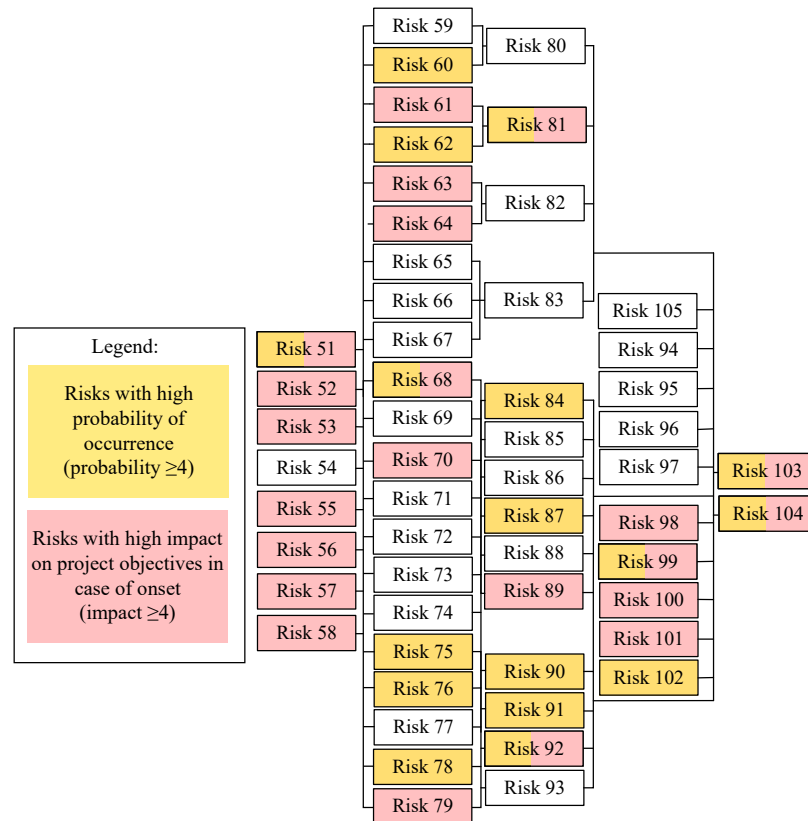 Legend:
Risks with high
probability of
occurrence
(probability ≥4)
Risks with high impact
on project objectives in
case of onset
(impact ≥4)
Risk 51
Risk 52
Risk 53
Risk 54
Risk 55
Risk 56
Risk 57
Risk 58
Risk 59
Risk 60
Risk 61
Risk 62
Risk 63
Risk 64
Risk 65
Risk 66
Risk 67
Risk 68
Risk 69
Risk 70
Risk 71
Risk 72
Risk 73
Risk 74
Risk 75
Risk 76
Risk 77
Risk 78
Risk 79
Risk 80
Risk 81
Risk 82
Risk 83
Risk 84
Risk 85
Risk 86
Risk 87
Risk 88
Risk 89
Risk 90
Risk 91
Risk 92
Risk 93
Risk 105
Risk 94
Risk 95
Risk 96
Risk 97
Risk 98
Risk 99
Risk 100
Risk 101
Risk 102
Risk 103
Risk 104